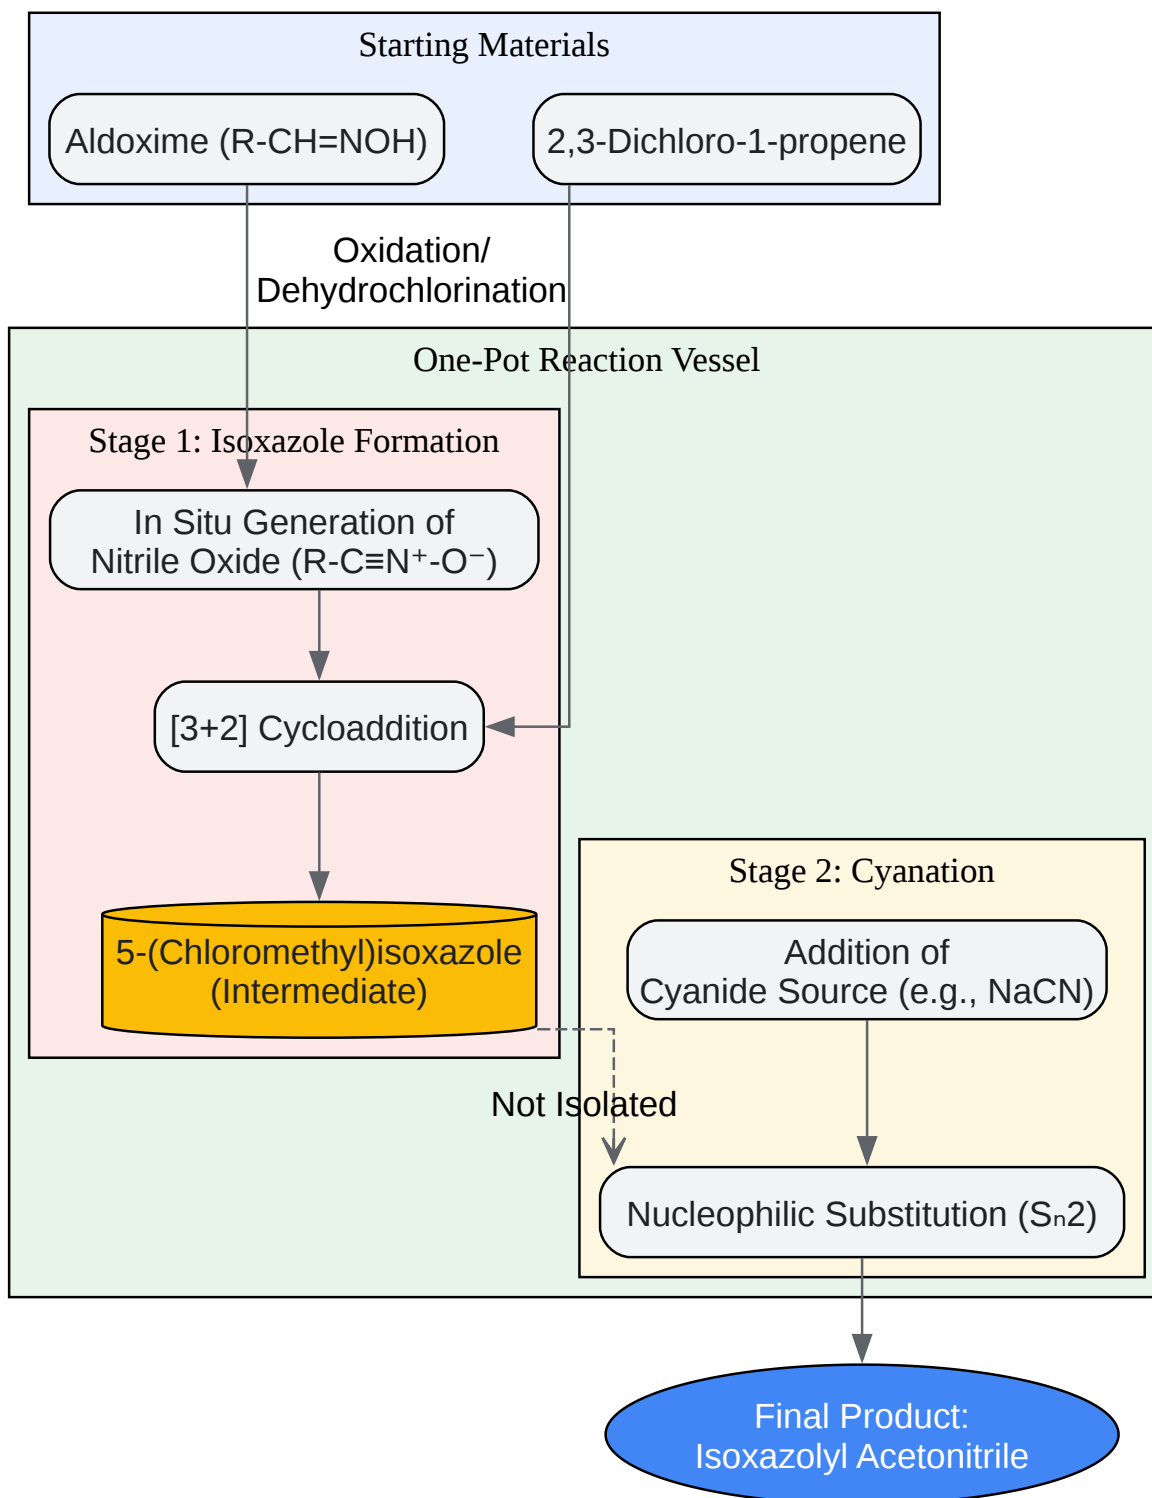 Starting Materials
Aldoxime (R-CH=NOH)
2,3-Dichloro-1-propene
Oxidation/
Dehydrochlorination
One-Pot Reaction Vessel
Stage 1: Isoxazole Formation
In Situ Generation of
Nitrile Oxide (R-C≡N⁺-O⁻)
[3+2] Cycloaddition
5-(Chloromethyl)isoxazole
(Intermediate)
Stage 2: Cyanation
Addition of
Cyanide Source (e.g., NaCN)
Not Isolated
Nucleophilic Substitution (Sₙ2)
Final Product:
Isoxazolyl Acetonitrile